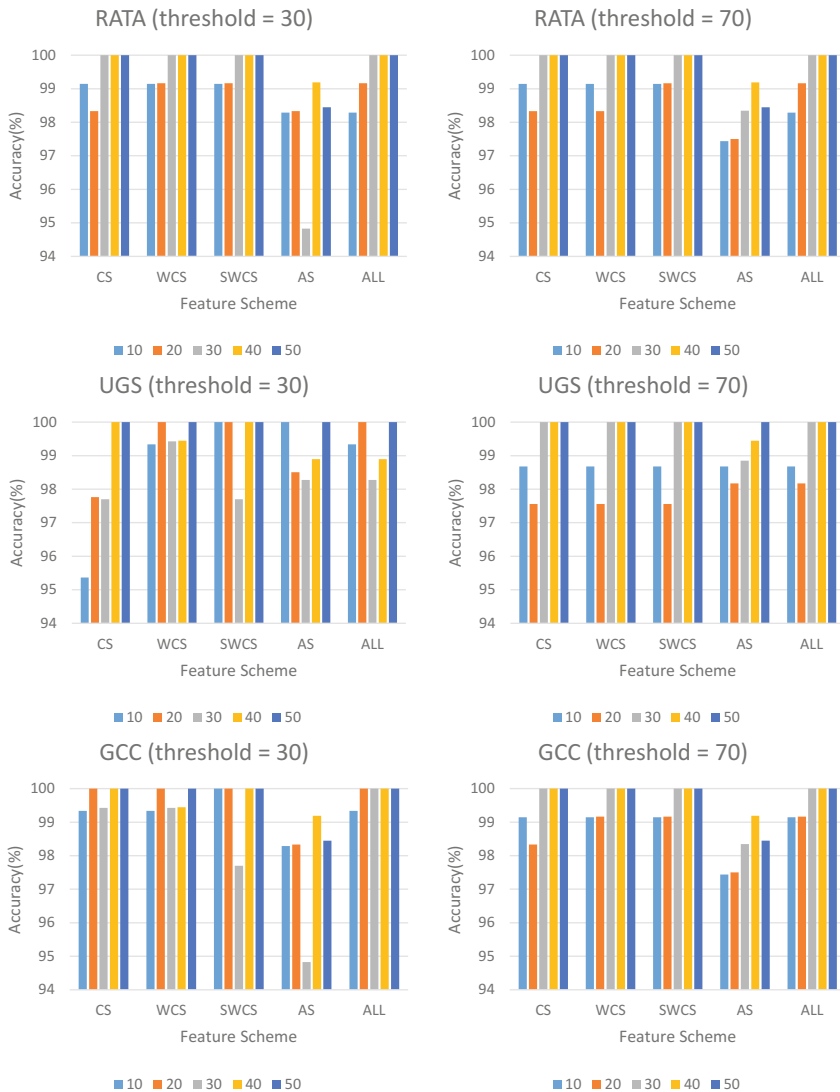 RATA (threshold = 30)
100
99
98
97
96
95
94
Accuracy(%)
CS WCS SWCS AS ALL
Feature Scheme
10 20 30 40 50
RATA (threshold = 70)
100
99
98
97
96
95
94
Accuracy(%)
CS WCS SWCS AS ALL
Feature Scheme
10 20 30 40 50
UGS (threshold = 30)
100
99
98
97
96
95
94
Accuracy(%)
CS WCS SWCS AS ALL
Feature Scheme
10 20 30 40 50
UGS (threshold = 70)
100
99
98
97
96
95
94
Accuracy(%)
CS WCS SWCS AS ALL
Feature Scheme
10 20 30 40 50
GCC (threshold = 30)
100
99
98
97
96
95
94
Accuracy(%)
CS WCS SWCS AS ALL
Feature Scheme
10 20 30 40 50
GCC (threshold = 70)
100
99
98
97
96
95
94
Accuracy(%)
CS WCS SWCS AS ALL
Feature Scheme
10 20 30 40 50